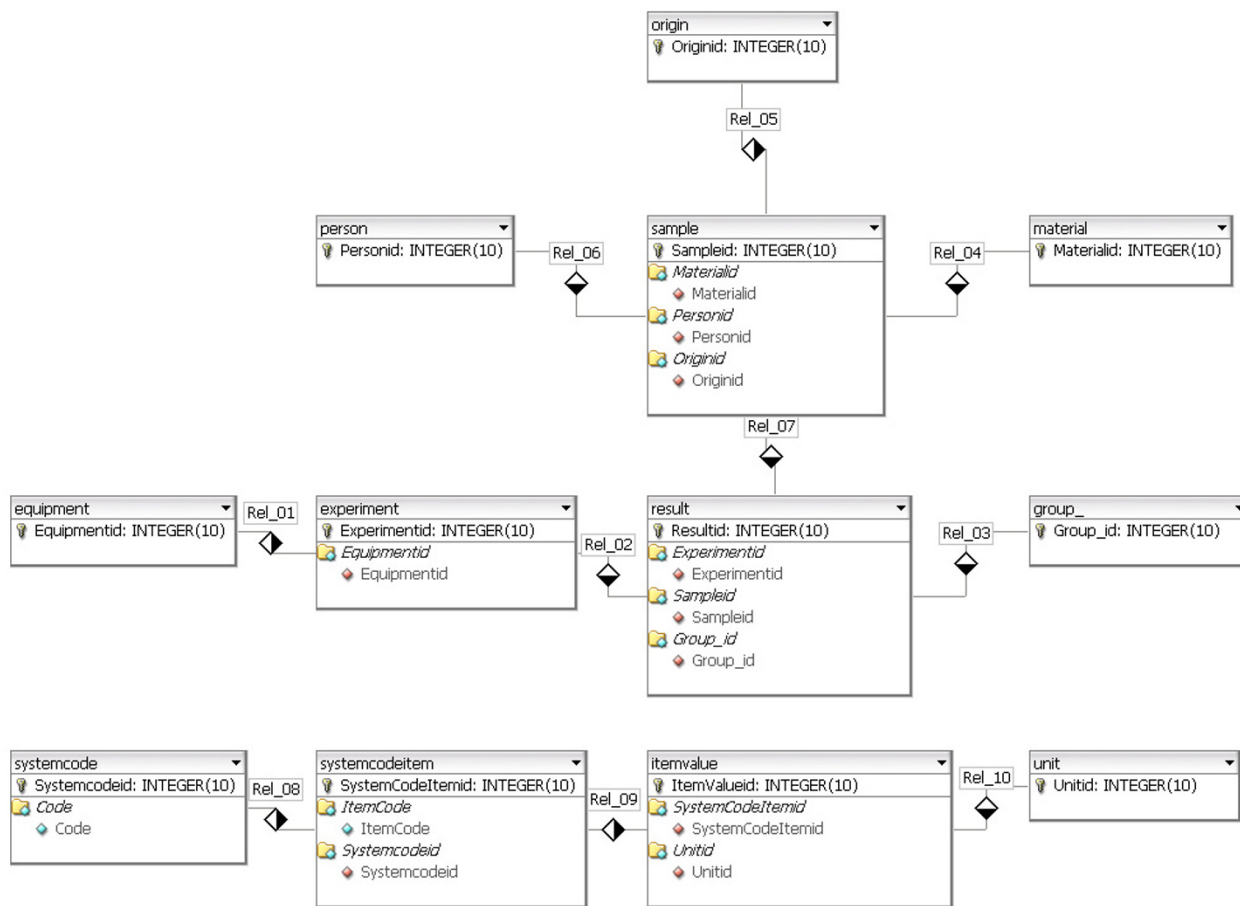 origin
Originid: INTEGER(10)
Rel_05
person
Personid: INTEGER(10)
Rel_06
sample
Sampleid: INTEGER(10)
Materialid
Materialid
Personid
Personid
Originid
Originid
Rel_04
material
Materialid: INTEGER(10)
Rel_07
equipment
Equipmentid: INTEGER(10)
Rel_01
experiment
Experimentid: INTEGER(10)
Equipmentid
Equipmentid
Rel_02
result
Resultid: INTEGER(10)
Experimentid
Experimentid
Sampleid
Sampleid
Group_id
Group_id
Rel_03
group_
Group_id: INTEGER(10)
systemcode
Systemcodeid: INTEGER(10)
Code
Code
Rel_08
systemcodeitem
SystemCodeItemid: INTEGER(10)
ItemCode
ItemCode
Systemcodeid
Systemcodeid
Rel_09
itemvalue
ItemValueid: INTEGER(10)
SystemCodeItemid
SystemCodeItemid
Unitid
Unitid
Rel_10
unit
Unitid: INTEGER(10)